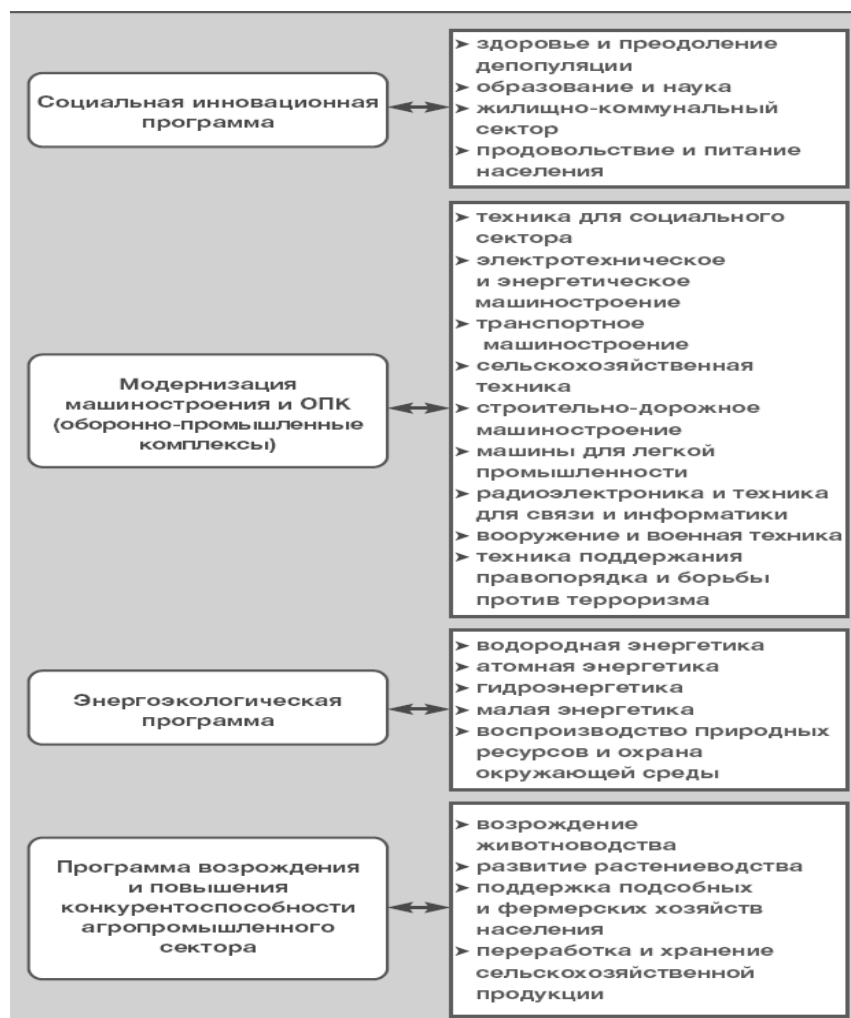 Социальная инновационная
программа
➤ здоровье и преодоление
депопуляции
➤ образование и наука
➤ жилищно-коммунальный
сектор
➤ продовольствие и питание
населения
Модернизация
машиностроения и ОПК
(оборонно-промышленные
комплексы)
➤ техника для социального
сектора
➤ электротехническое
и энергетическое
машиностроение
➤ транспортное
машиностроение
➤ сельскохозяйственная
техника
➤ строительно-дорожное
машиностроение
➤ машины для легкой
промышленности
➤ радиоэлектроника и техника
для связи и информатики
➤ вооружение и военная техника
➤ техника поддержания
правопорядка и борьбы
против терроризма
Энергоэкологическая
программа
➤ водородная энергетика
➤ атомная энергетика
➤ гидроэнергетика
➤ малая энергетика
➤ воспроизводство природных
ресурсов и охрана
окружающей среды
Программа возрождения
и повышения
конкурентоспособности
агропромышленного
сектора
➤ возрождение
животноводства
➤ развитие растениеводства
➤ поддержка подсобных
и фермерских хозяйств
населения
➤ переработка и хранение
сельскохозяйственной
продукции